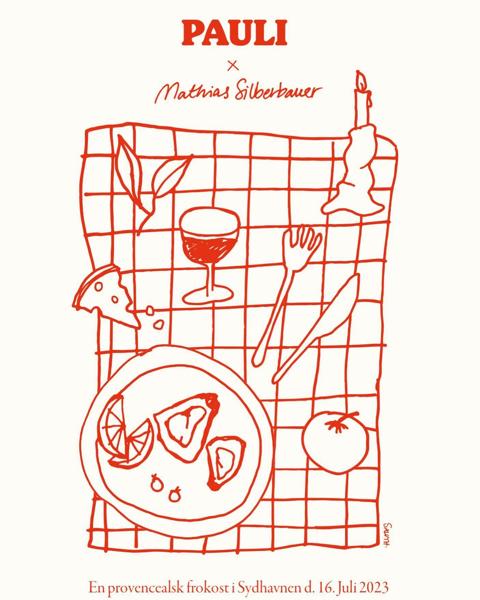 PAULI
×
Mathias Silberbauer
En provencealsk frokost i Sydhavnen d. 16. Juli 2023